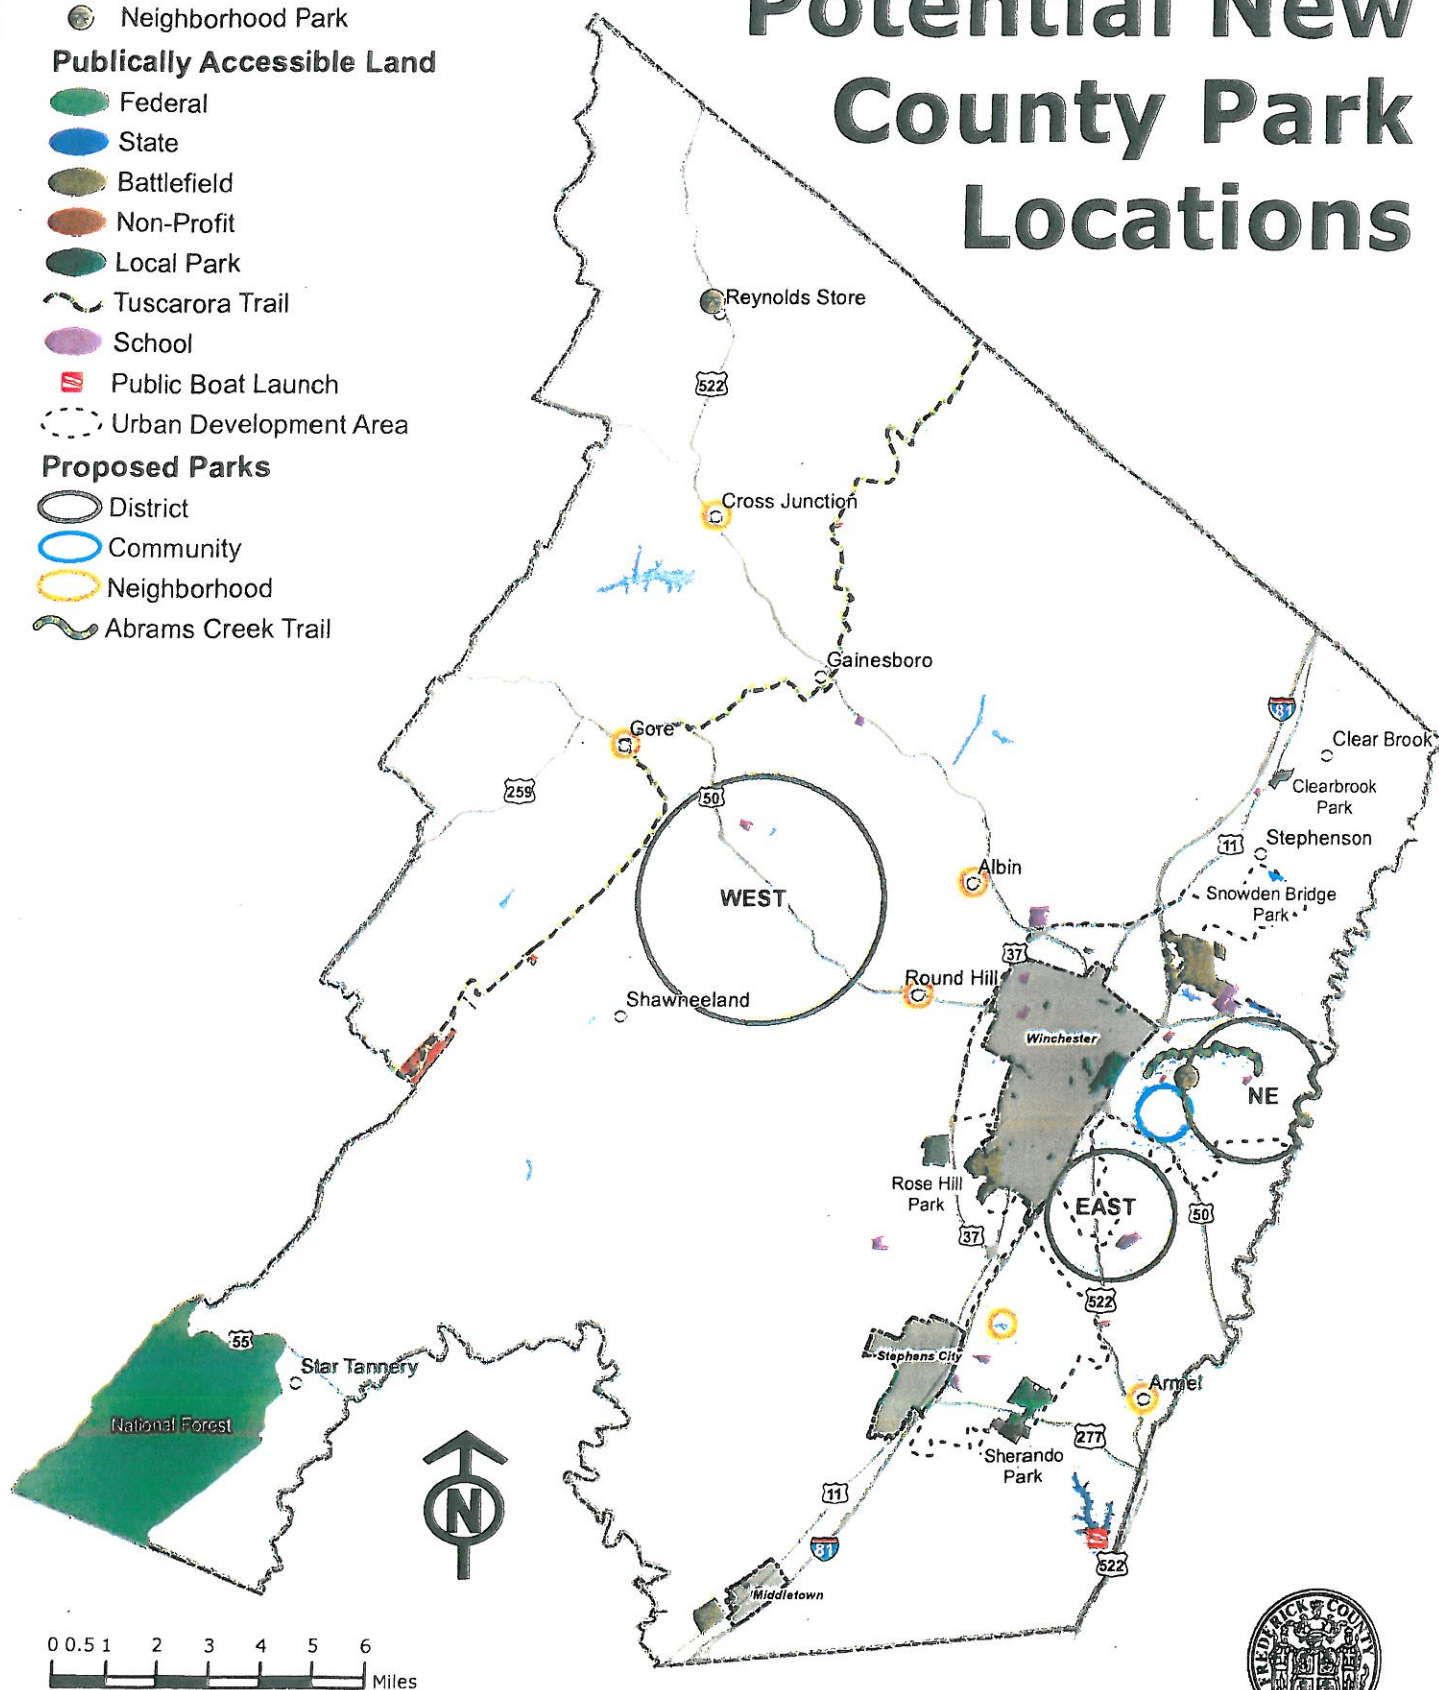 Potential New
County Park
Locations
Neighborhood Park
Publically Accessible Land
Federal
State
Battlefield
Non-Profit
Local Park
Tuscarora Trail
School
Public Boat Launch
Urban Development Area
Proposed Parks
District
Community
Neighborhood
Abrams Creek Trail
Reynolds Store
522
Cross Junction
Gainesboro
81
Gore
Clear Brook
259
50
Clearbrook
Park
11
Stephenson
Albin
WEST
Snowden Bridge
Park
37
Round Hill
Shawneeland
Winchester
NE
Rose Hill
Park
EAST
50
37
522
55
Stephens City
Star Tannery
Armel
National Forest
277
Sherando
Park
N
11
81
522
Middletown
0 0.5 1 2 3 4 5 6
Miles
FREDERICK COUNTY